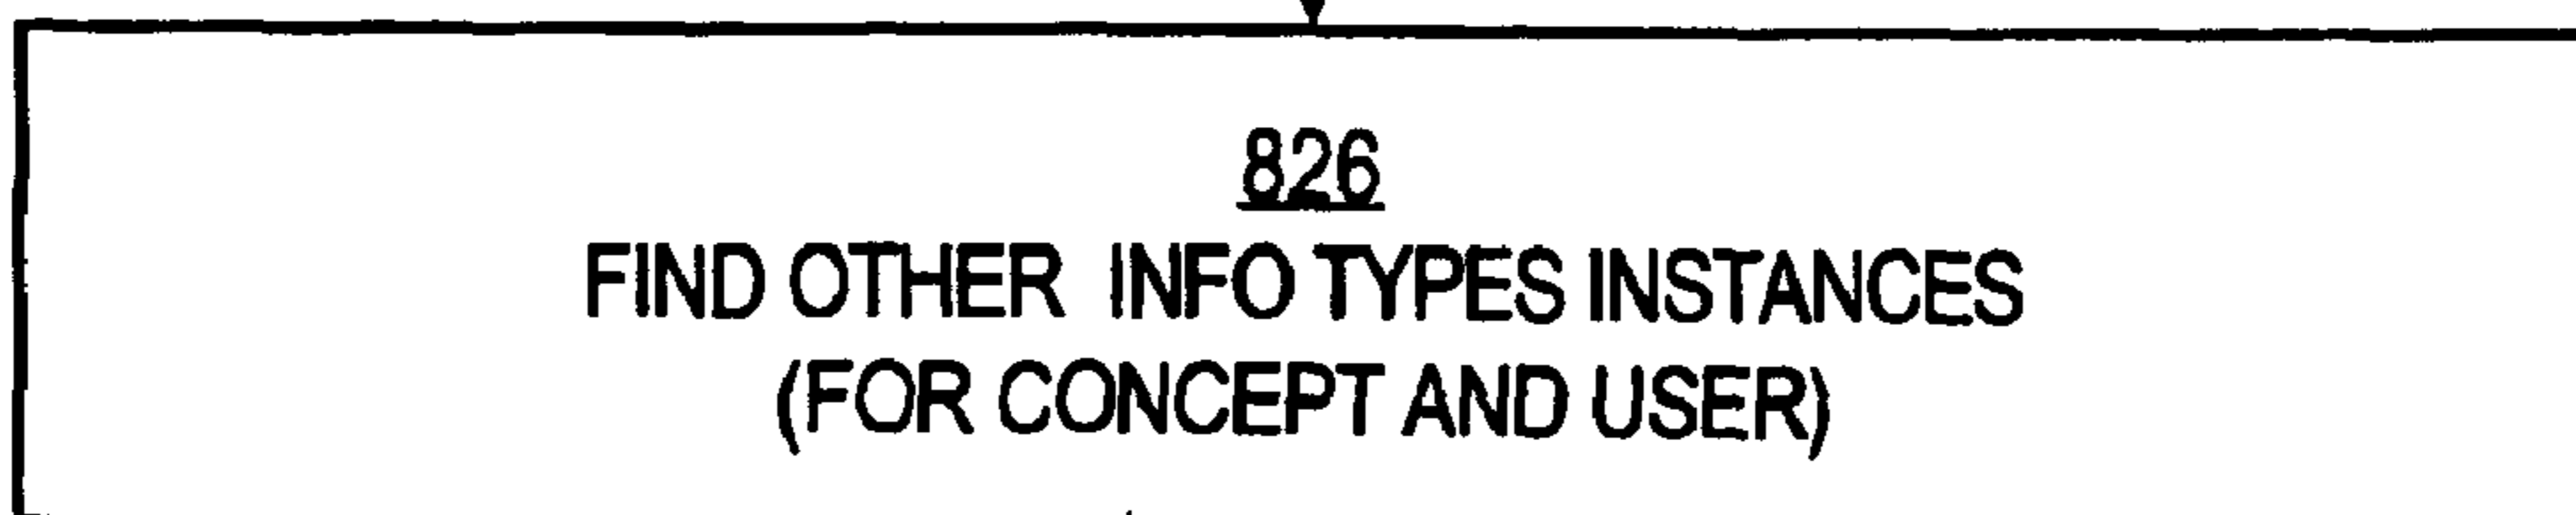 826
FIND OTHER INFO TYPES INSTANCES
(FOR CONCEPT AND USER)